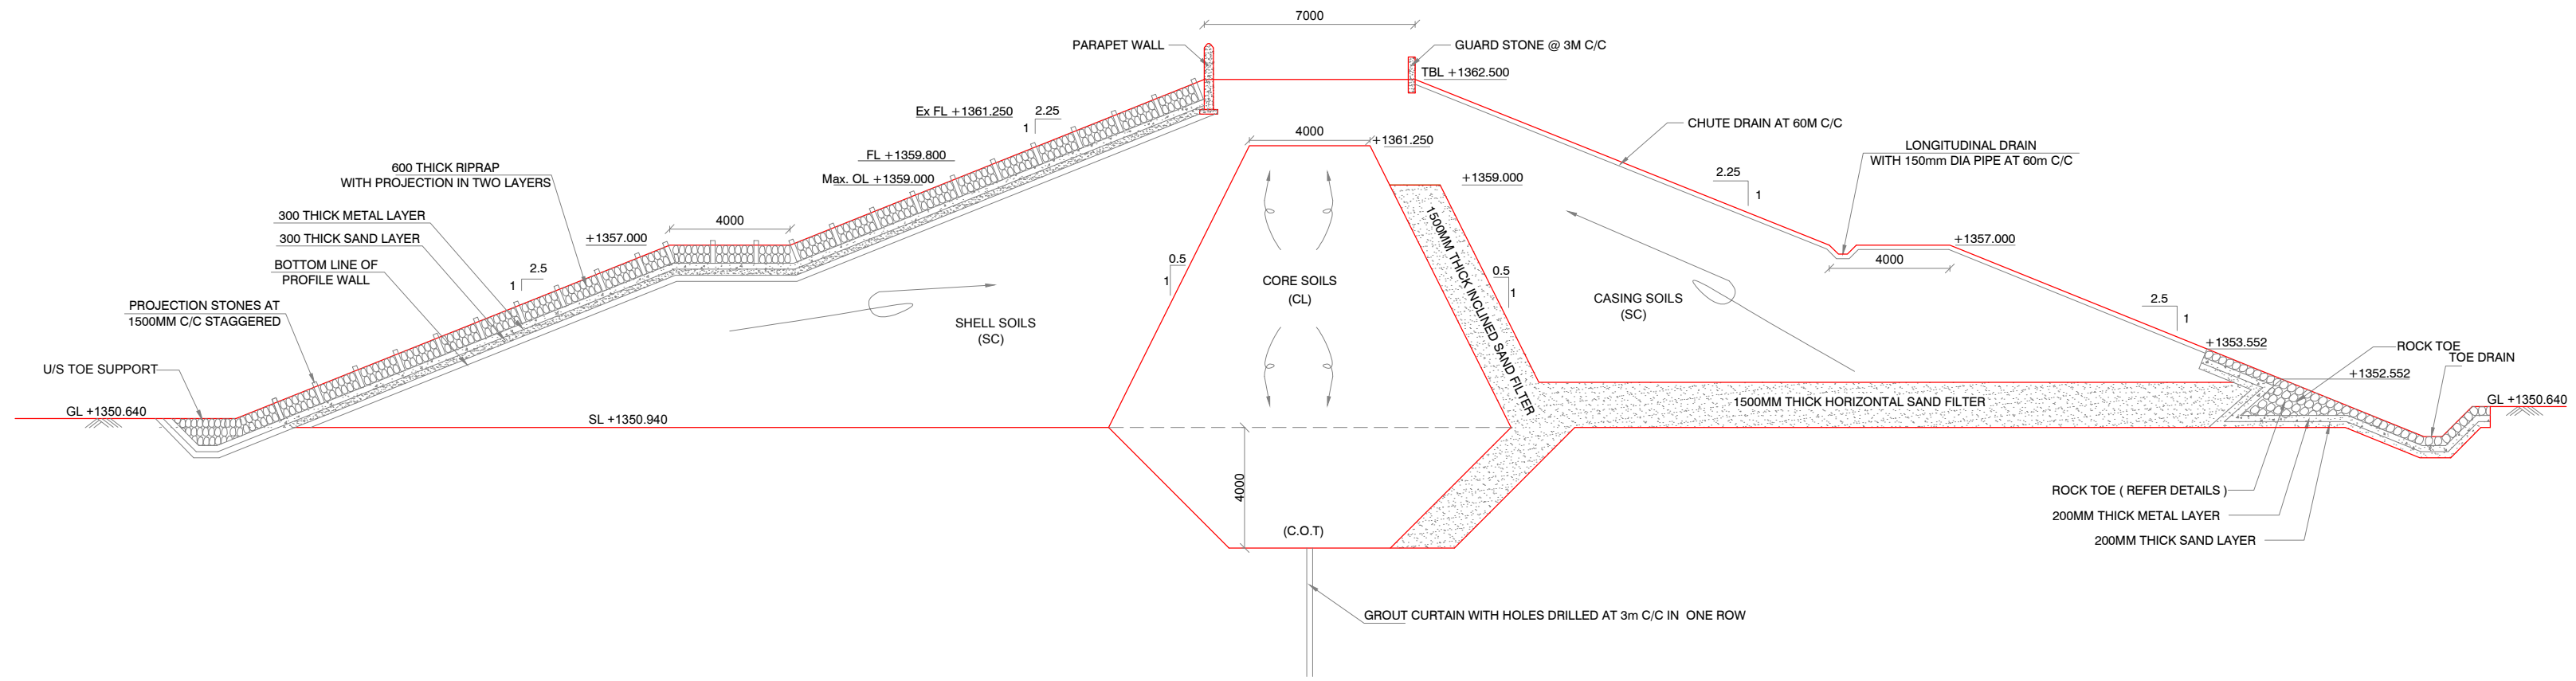 7000
PARAPET WALL
GUARD STONE @ 3M C/C
TBL +1362.500
Ex FL +1361.250
2.25
1
CHUTE DRAIN AT 60M C/C
4000
+1361.250
LONGITUDINAL DRAIN
WITH 150mm DIA PIPE AT 60m C/C
FL +1359.800
600 THICK RIPRAP
WITH PROJECTION IN TWO LAYERS
Max. OL +1359.000
+1359.000
2.25
1
300 THICK METAL LAYER
4000
300 THICK SAND LAYER
+1357.000
+1357.000
BOTTOM LINE OF
PROFILE WALL
2.5
1
0.5
1
CORE SOILS
(CL)
1500MM THICK INCLINED SAND FILTER
0.5
1
4000
CASING SOILS
(SC)
PROJECTION STONES AT
1500MM C/C STAGGERED
SHELL SOILS
(SC)
2.5
1
+1353.552
ROCK TOE
TOE DRAIN
U/S TOE SUPPORT
+1352.552
GL +1350.640
SL +1350.940
1500MM THICK HORIZONTAL SAND FILTER
GL +1350.640
4000
ROCK TOE ( REFER DETAILS )
200MM THICK METAL LAYER
(C.O.T)
200MM THICK SAND LAYER
GROUT CURTAIN WITH HOLES DRILLED AT 3m C/C IN ONE ROW